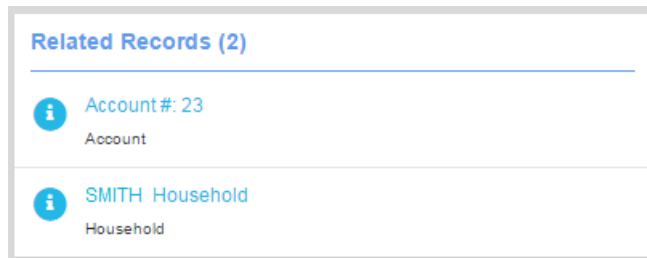 Related Records (2)
Account #: 23
Account
SMITH Household
Household